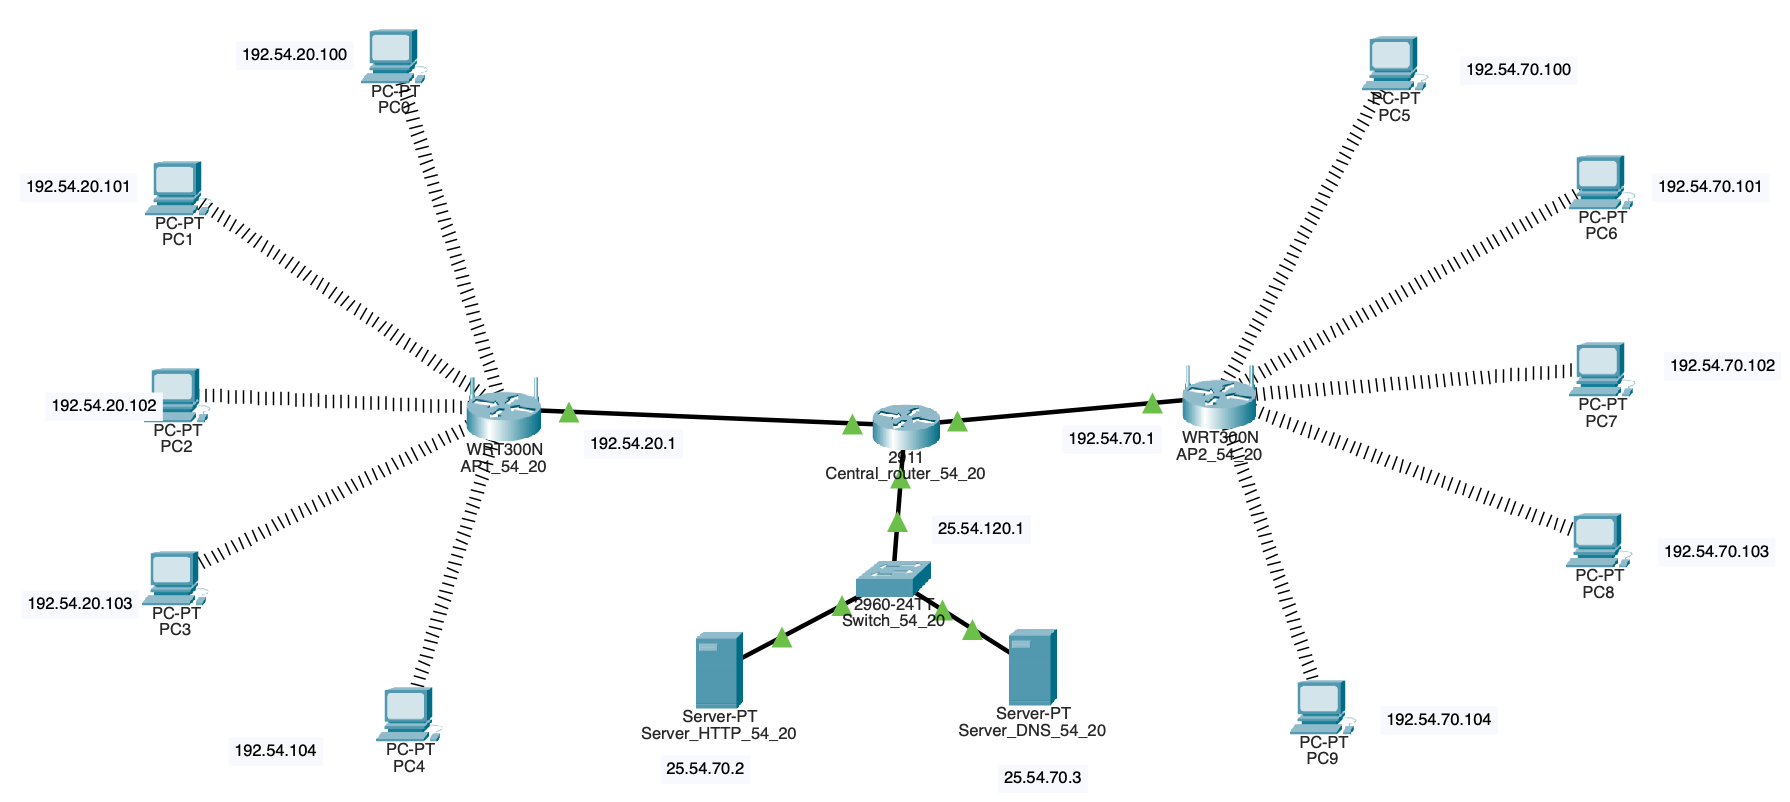 192.54.20.100
PC-PT
PC0
192.54.20.101
PC-PT
PC1
192.54.20.102
PC-PT
PC2
192.54.20.103
PC-PT
PC3
192.54.104
PC-PT
PC4
WRT300N
AP1_54_20
192.54.20.1
2911
Central_router_54_20
25.54.120.1
2960-24TT
Switch_54_20
Server-PT
Server_HTTP_54_20
25.54.70.2
Server-PT
Server_DNS_54_20
25.54.70.3
192.54.70.1
WRT300N
AP2_54_20
PC-PT
PC5
192.54.70.100
PC-PT
PC6
192.54.70.101
PC-PT
PC7
192.54.70.102
PC-PT
PC8
192.54.70.103
PC-PT
PC9
192.54.70.104